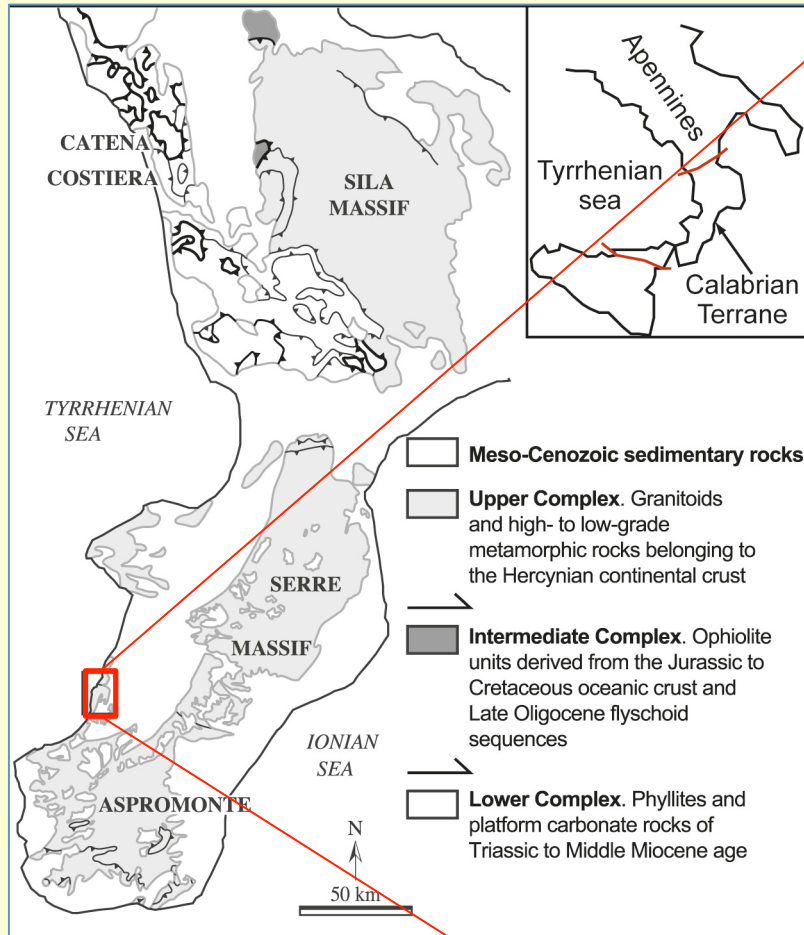 CATENA
COSTIERA
SILA
MASSIF
Apennines
Tyrrhenian
sea
Calabrian
Terrane
TYRRHENIAN
SEA
Meso-Cenozoic sedimentary rocks
Upper Complex. Granitoids
and high- to low-grade
metamorphic rocks belonging to
the Hercynian continental crust
SERRE
MASSIF
Intermediate Complex. Ophiolite
units derived from the Jurassic to
Cretaceous oceanic crust and
Late Oligocene flyschoid
sequences
IONIAN
SEA
ASPROMONTE
Lower Complex. Phyllites and
platform carbonate rocks of
Triassic to Middle Miocene age
N
50 km